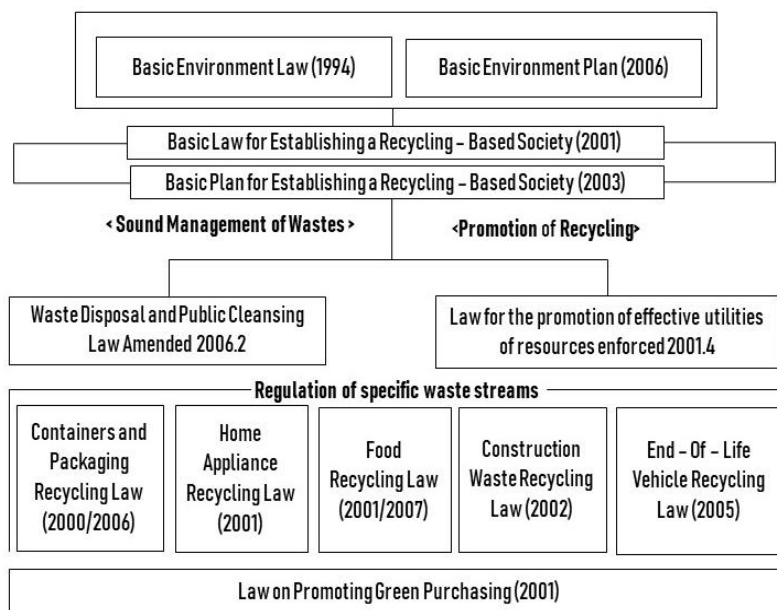 Basic Environment Law (1994)
Basic Environment Plan (2006)
Basic Law for Establishing a Recycling – Based Society (2001)
Basic Plan for Establishing a Recycling – Based Society (2003)
< Sound Management of Wastes >
<Promotion of Recycling>
Waste Disposal and Public Cleansing
Law Amended 2006.2
Law for the promotion of effective utilities
of resources enforced 2001.4
Regulation of specific waste streams
Containers and
Packaging
Recycling Law
(2000/2006)
Home
Appliance
Recycling Law
(2001)
Food
Recycling Law
(2001/2007)
Construction
Waste Recycling
Law (2002)
End – Of – Life
Vehicle Recycling
Law (2005)
Law on Promoting Green Purchasing (2001)